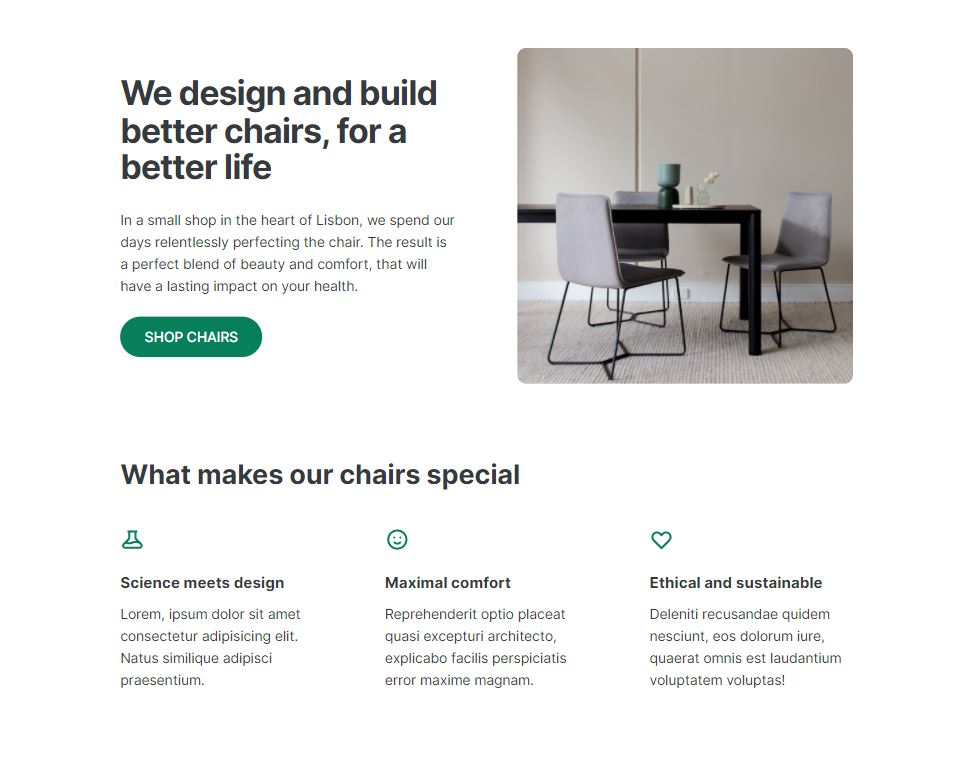 We design and build
better chairs, for a
better life
In a small shop in the heart of Lisbon, we spend our
days relentlessly perfecting the chair. The result is
a perfect blend of beauty and comfort, that will
have a lasting impact on your health.
SHOP CHAIRS
What makes our chairs special
Science meets design
Lorem, ipsum dolor sit amet
consectetur adipisicing elit.
Natus similique adipisci
praesentium.
Maximal comfort
Reprehenderit optio placeat
quasi excepturi architecto,
explicabo facilis perspiciatis
error maxime magnam.
Ethical and sustainable
Deleniti recusandae quidem
nesciunt, eos dolorum iure,
quaerat omnis est laudantium
voluptatem voluptas!